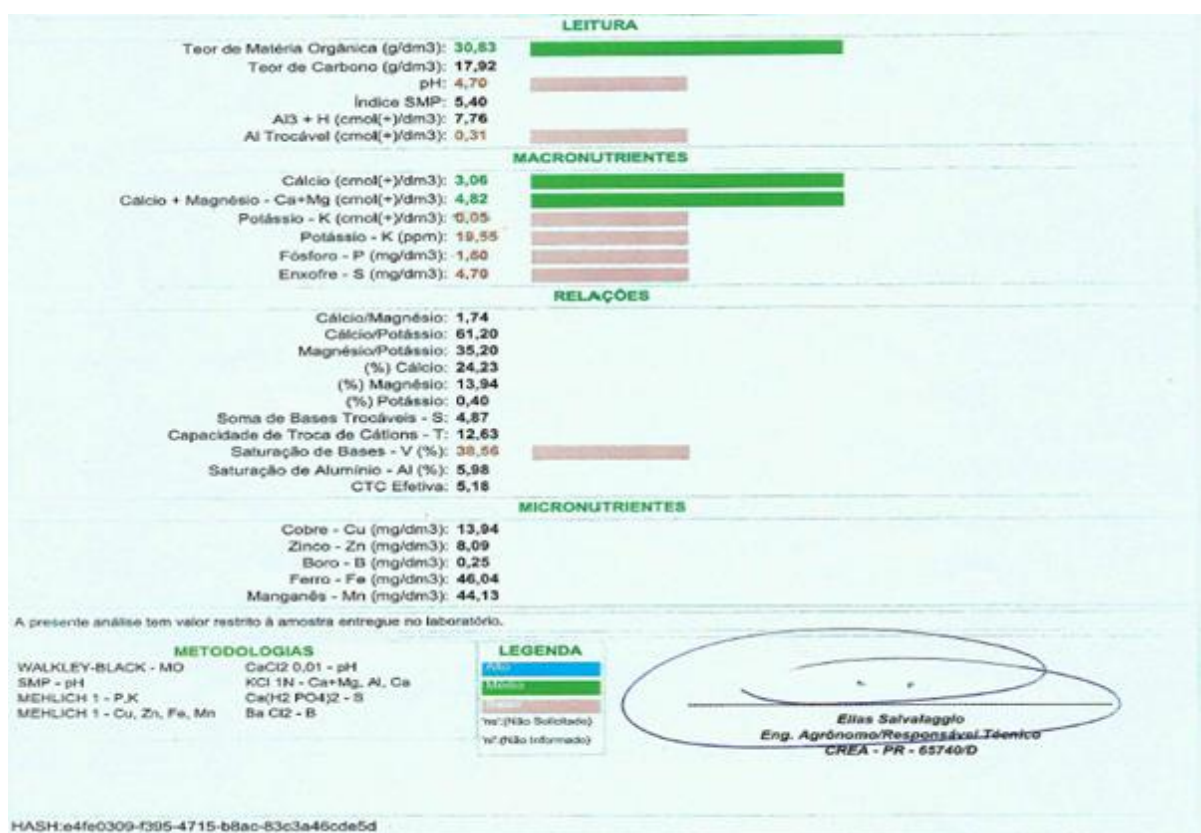 LEITURA
Teor de Matéria Orgânica (g/dm3): 30,83
Teor de Carbono (g/dm3): 17,92
pH: 4,70
Índice SMP: 5,40
Al3 + H (cmol(+)/dm3): 7,76
Al Trocável (cmol(+)/dm3): 0,31
MACRONUTRIENTES
Cálcio (cmol(+)/dm3): 3,06
Cálcio + Magnésio - Ca+Mg (cmol(+)/dm3): 4,82
Potássio - K (cmol(+)/dm3): 0,05
Potássio - K (ppm): 19,55
Fósforo - P (mg/dm3): 1,60
Enxofre - S (mg/dm3): 4,70
RELAÇÕES
Cálcio/Magnésio: 1,74
Cálcio/Potássio: 61,20
Magnésio/Potássio: 35,20
(%) Cálcio: 24,23
(%) Magnésio: 13,94
(%) Potássio: 0,40
Soma de Bases Trocáveis - S: 4,87
Capacidade de Troca de Cátions - T: 12,63
Saturação de Bases - V (%): 38,56
Saturação de Alumínio - Al (%): 5,98
CTC Efetiva: 5,18
MICRONUTRIENTES
Cobre - Cu (mg/dm3): 13,94
Zinco - Zn (mg/dm3): 8,09
Boro - B (mg/dm3): 0,25
Ferro - Fe (mg/dm3): 46,04
Manganês - Mn (mg/dm3): 44,13
A presente análise tem valor restrito à amostra entregue no laboratório.
METODOLOGIAS
WALKLEY-BLACK - MO CaCl2 0,01 - pH
SMP - pH KCl 1N - Ca+Mg, Al, Ca
MEHLICH 1 - P,K Ca(H2 PO4)2 - S
MEHLICH 1 - Cu, Zn, Fe, Mn Ba Cl2 - B
LEGENDA
Alto
Médio
'ns':(Não Solicitado)
'ni':(Não Informado)
Elias Salvalaggio
Eng. Agrônomo/Responsável Técnico
CREA - PR - 65740/D
HASH:e4fe0309-f395-4715-b8ac-83c3a46cde5d